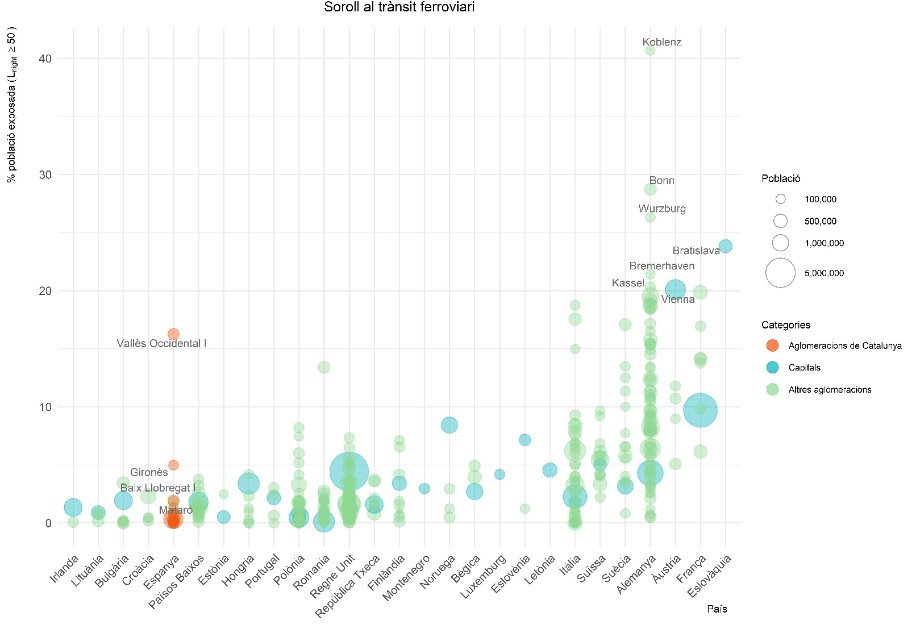 Soroll al trànsit ferroviari
% població exposada ( Lnight ≥ 50 )
40
30
20
10
0
Koblenz
Bonn
Wurzburg
Bratislava
Bremerhaven
Kassel
Vienna
Vallès Occidental I
Gironès
Baix Llobregat I
Mataró
Irlanda
Lituània
Bulgària
Croàcia
Espanya
Països Baixos
Estònia
Hongria
Portugal
Polònia
Romania
Regne Unit
República Txeca
Finlàndia
Montenegro
Noruega
Bègica
Luxemburg
Eslovènia
Letònia
Itàlia
Suïssa
Suècia
Alemanya
Àustria
França
Eslovàquia
País
Població
100,000
500,000
1,000,000
5,000,000
Categories
Aglomeracions de Catalunya
Capitals
Altres aglomeracions